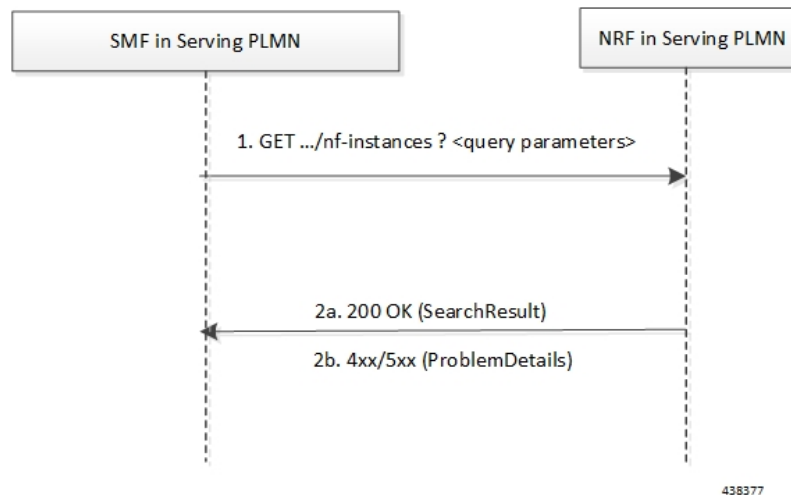 SMF in Serving PLMN
NRF in Serving PLMN
1. GET .../nf-instances ? <query parameters>
2a. 200 OK (SearchResult)
2b. 4xx/5xx (ProblemDetails)
438377